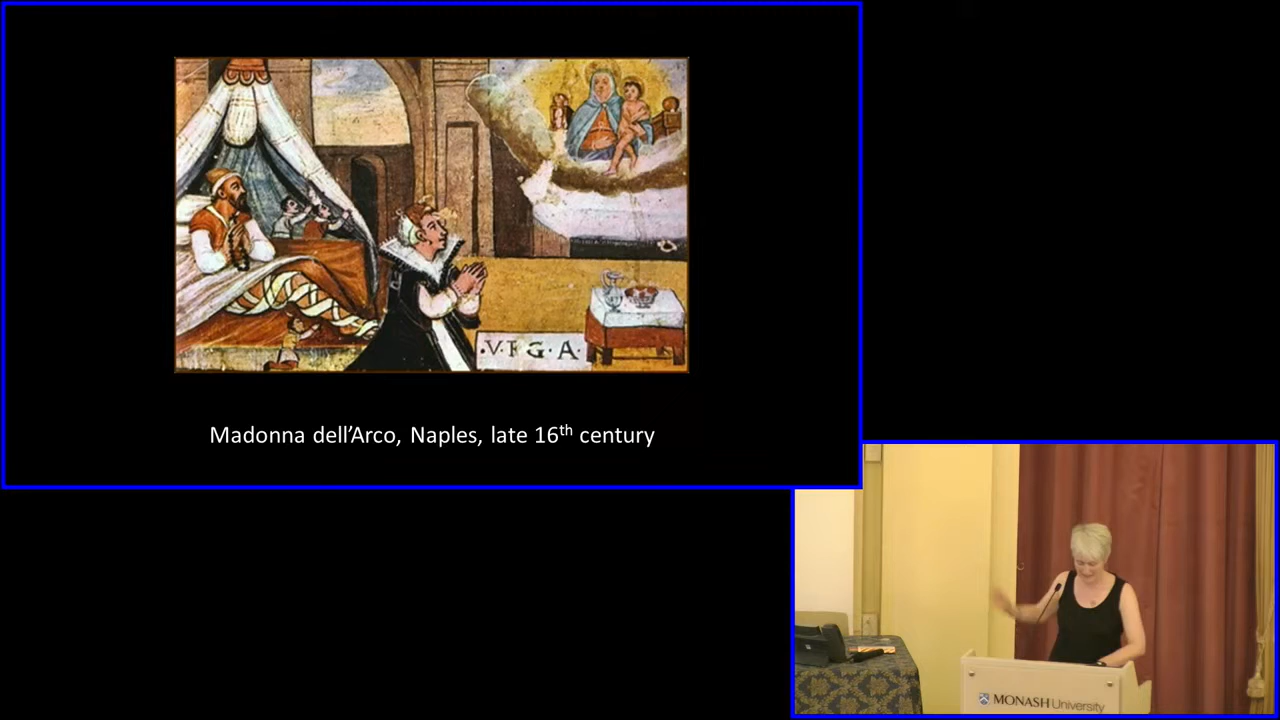 ·V·F·G·A·
Madonna dell’Arco, Naples, late 16th century
MONASH University